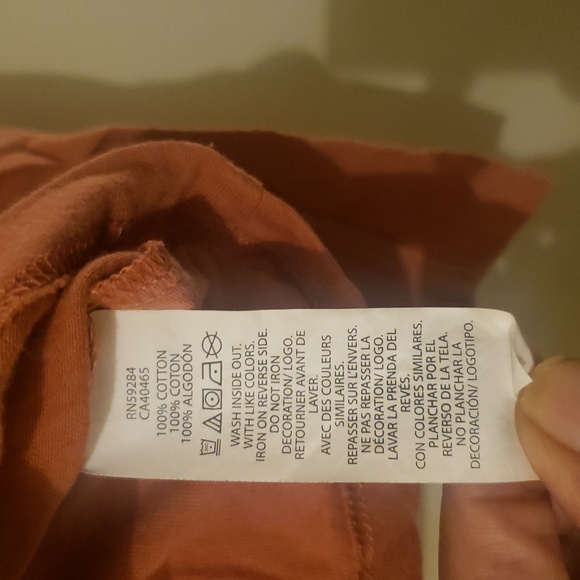 RN59284
CA40465
100% COTTON
100% COTON
100% ALGODÓN
WASH INSIDE OUT.
WITH LIKE COLORS.
IRON ON REVERSE SIDE.
DO NOT IRON
DECORATION/LOGO.
RETOURNER AVANT DE
LAVER.
AVEC DES COULEURS
SIMILAIRES.
REPASSER SUR L'ENVERS.
NE PAS REPASSER LA
DÉCORATION/LOGO.
LAVAR LA PRENDA DEL
REVÉS.
CON COLORES SIMILARES.
PLANCHAR POR EL
REVERSO DE LA TELA.
NO PLANCHAR LA
DECORACIÓN/ LOGOTIPO.